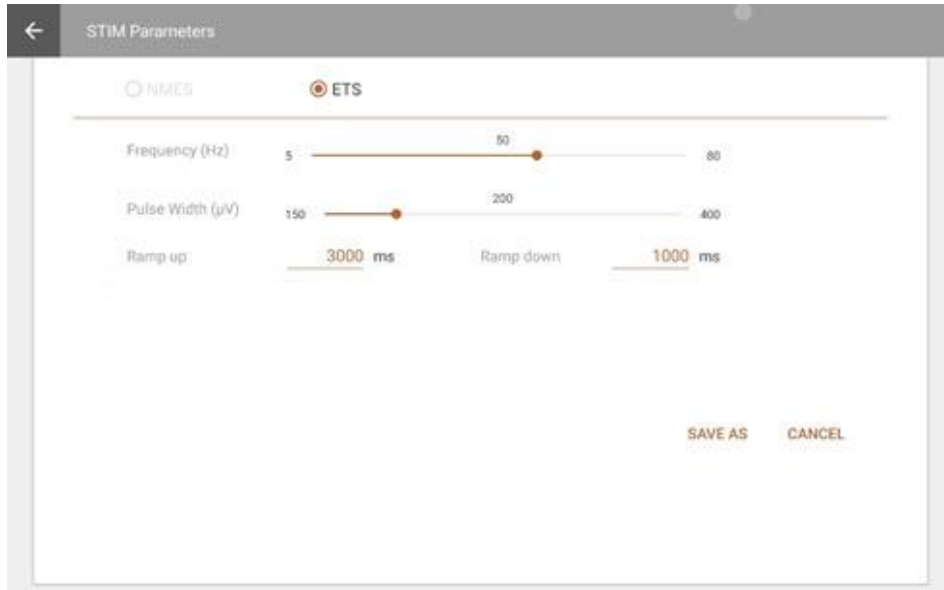 STIM Parameters
NMES ETS
Frequency (Hz) 5 50 80
Pulse Width (µV) 150 200 400
Ramp up 3000 ms Ramp down 1000 ms
SAVE AS CANCEL